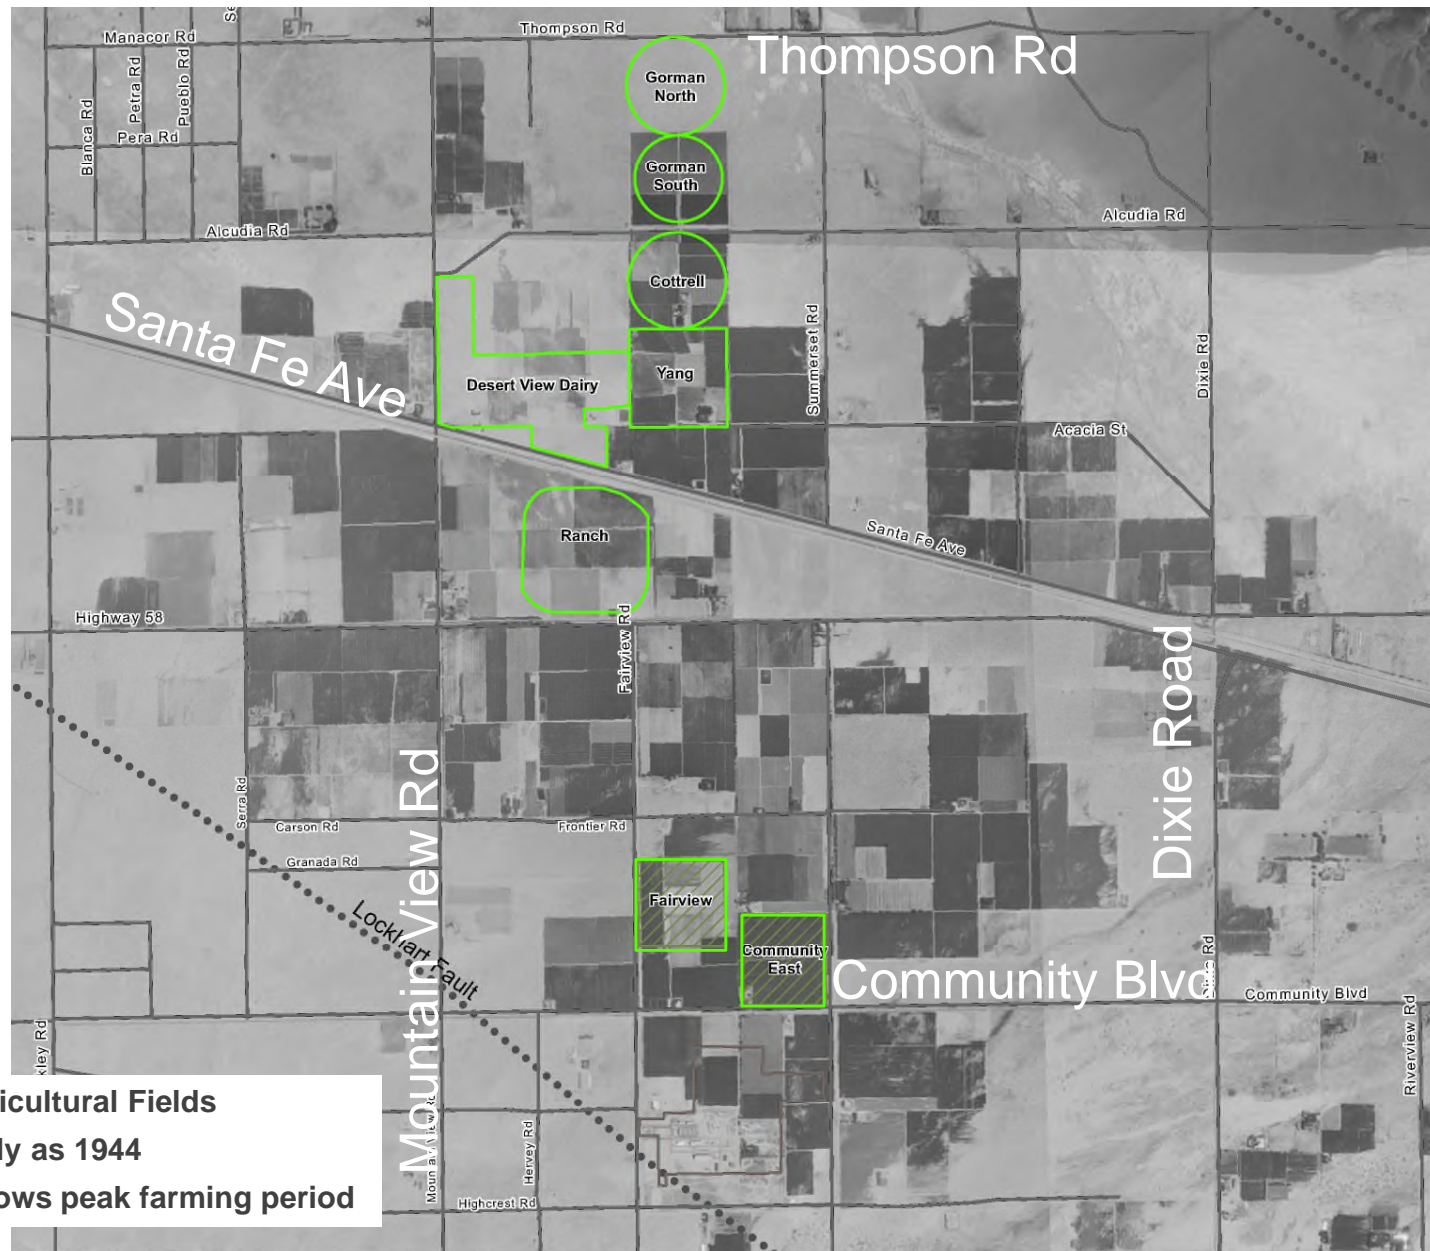 Thompson Rd
Manacor Rd
Thompson Rd
Blanca Rd
Petra Rd
Pueblo Rd
Pera Rd
Gorman
North
Gorman
South
Alcudia Rd
Alcudia Rd
Cottrell
Santa Fe Ave
Desert View Dairy
Yang
Summerset Rd
Dixie Rd
Acacia St
Ranch
Santa Fe Ave
Highway 58
Fairview Rd
Dixie Road
Mountain View Rd
Serra Rd
Carson Rd
Frontier Rd
Granada Rd
Lockhart Fault
Fairview
Community
East
Community Blvd
Community Blvd
Riverview Rd
kley Rd
Hervey Rd
Highcrest Rd
icultural Fields
ly as 1944
ows peak farming period